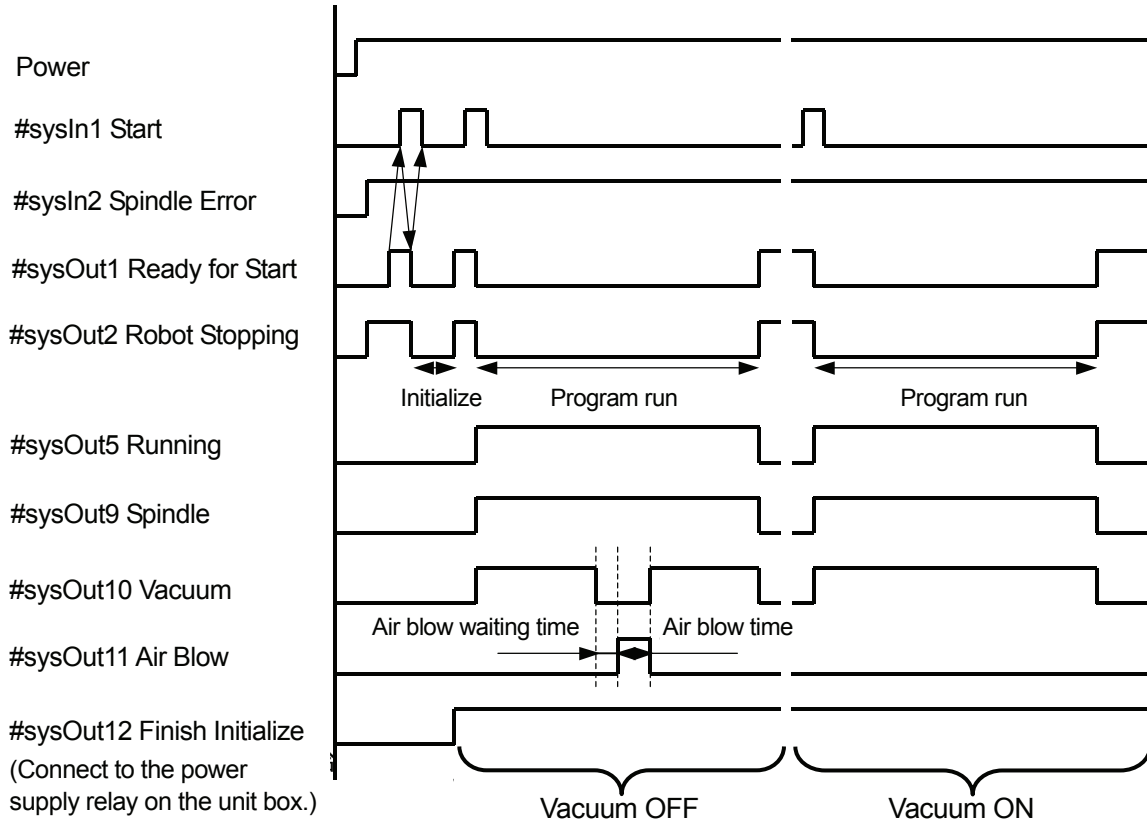 Power
#sysIn1 Start
#sysIn2 Spindle Error
#sysOut1 Ready for Start
#sysOut2 Robot Stopping
Initialize
Program run
Program run
#sysOut5 Running
#sysOut9 Spindle
#sysOut10 Vacuum
Air blow waiting time
Air blow time
#sysOut11 Air Blow
#sysOut12 Finish Initialize
(Connect to the power
supply relay on the unit box.)
Vacuum OFF
Vacuum ON